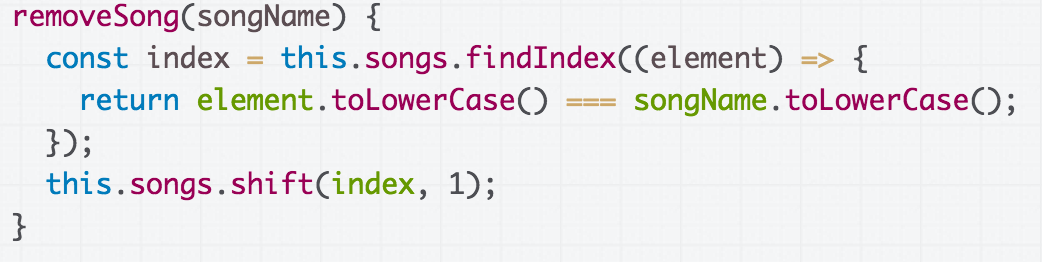 removeSong(songName) {
  const index = this.songs.findIndex((element) => {
    return element.toLowerCase() === songName.toLowerCase();
  });
  this.songs.shift(index, 1);
}